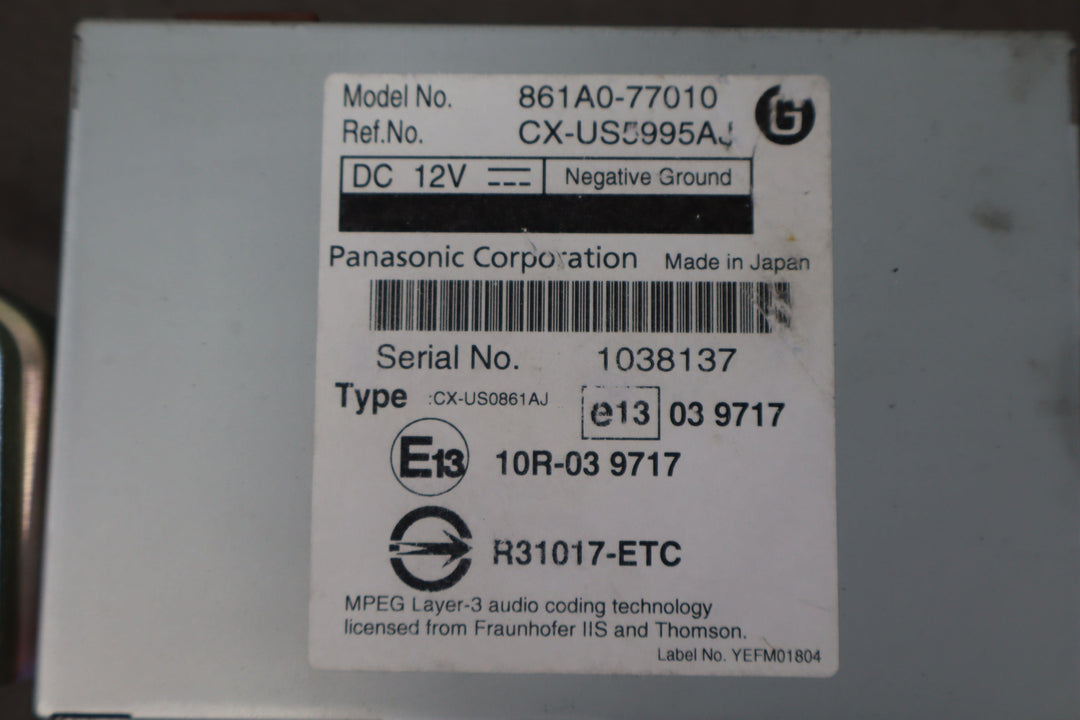 Model No. 861A0-77010
Ref.No. CX-US5995AJ
DC 12V Negative Ground
Panasonic Corporation Made in Japan
Serial No. 1038137
Type :CX-US0861AJ e13 03 9717
E13 10R-03 9717
R31017-ETC
MPEG Layer-3 audio coding technology
licensed from Fraunhofer IIS and Thomson.
Label No. YEFM01804